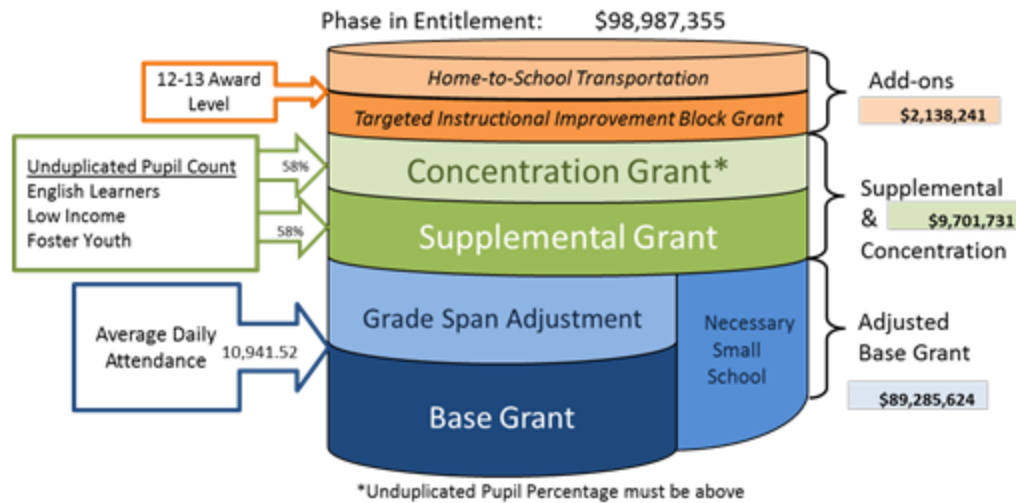 Phase in Entitlement: $98,987,355
12-13 Award
Level
Home-to-School Transportation
Targeted Instructional Improvement Block Grant
Add-ons
$2,138,241
Unduplicated Pupil Count
English Learners
Low Income
Foster Youth
58%
58%
Concentration Grant*
Supplemental Grant
Supplemental
& $9,701,731
Concentration
Average Daily
Attendance 10,941.52
Grade Span Adjustment
Base Grant
Necessary
Small
School
Adjusted
Base Grant
$89,285,624
*Unduplicated Pupil Percentage must be above